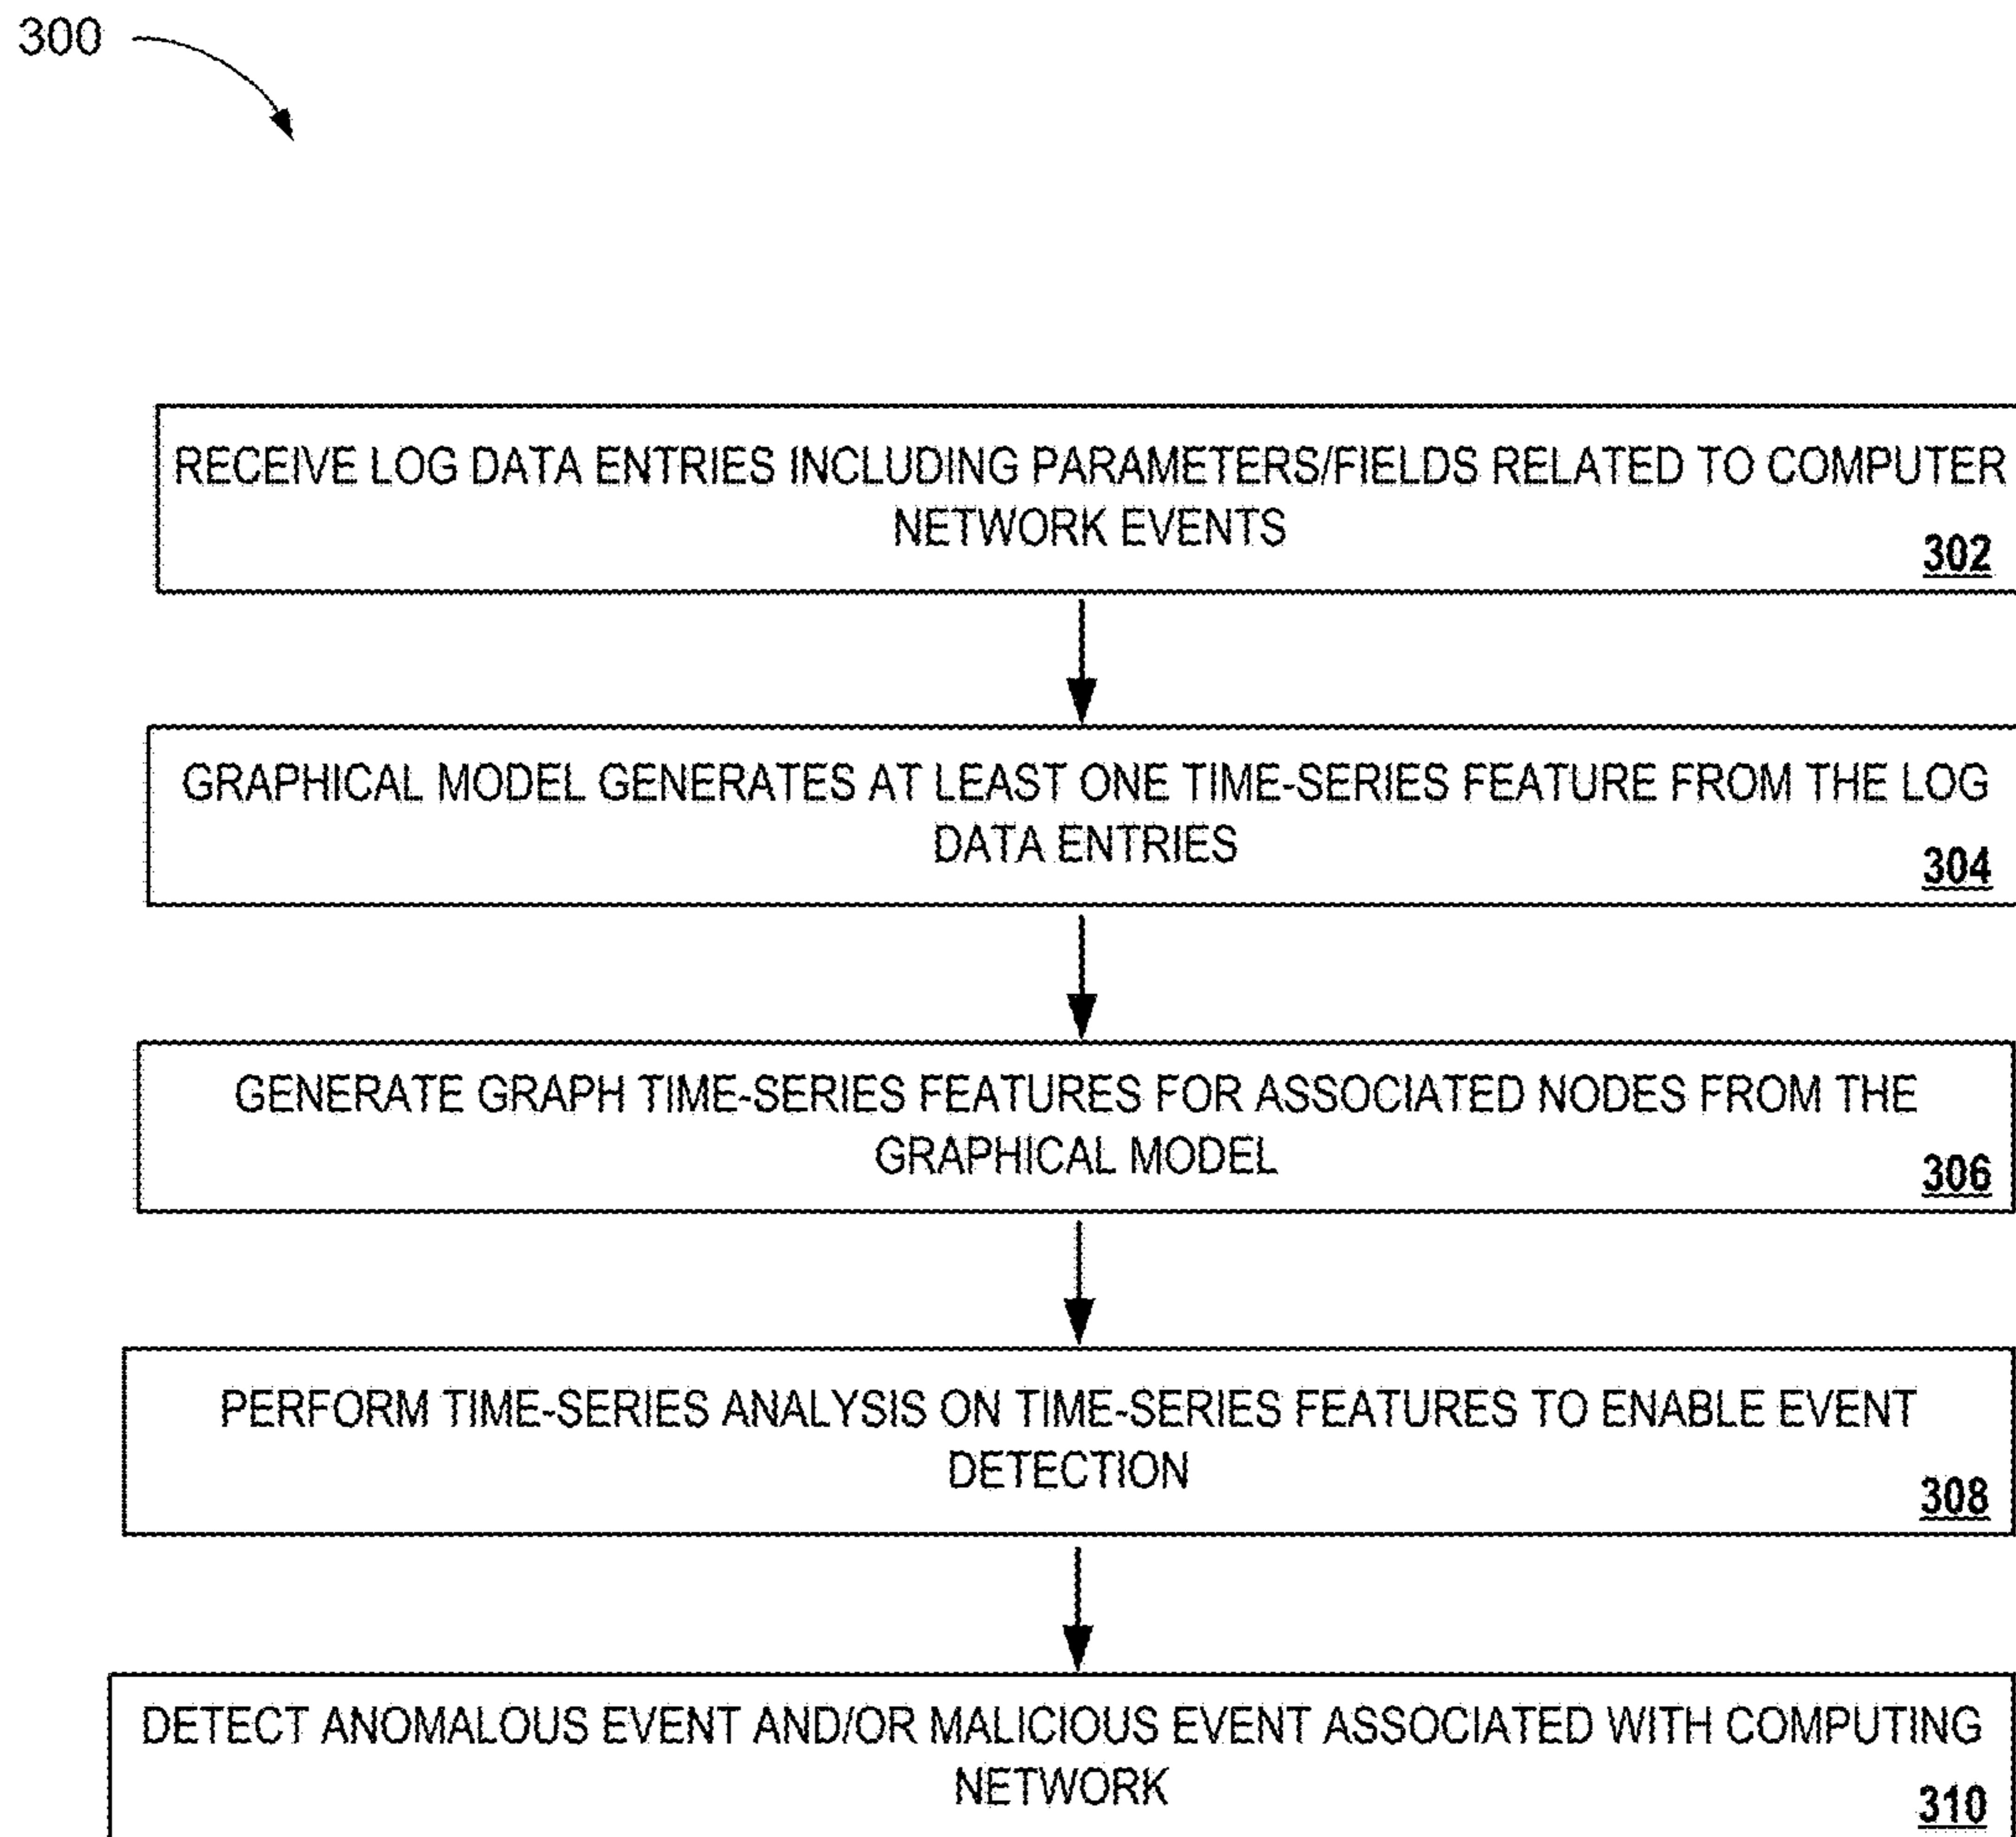 300
RECEIVE LOG DATA ENTRIES INCLUDING PARAMETERS/FIELDS RELATED TO COMPUTER
NETWORK EVENTS
302
GRAPHICAL MODEL GENERATES AT LEAST ONE TIME-SERIES FEATURE FROM THE LOG
DATA ENTRIES
304
GENERATE GRAPH TIME-SERIES FEATURES FOR ASSOCIATED NODES FROM THE
GRAPHICAL MODEL
306
PERFORM TIME-SERIES ANALYSIS ON TIME-SERIES FEATURES TO ENABLE EVENT
DETECTION
308
DETECT ANOMALOUS EVENT AND/OR MALICIOUS EVENT ASSOCIATED WITH COMPUTING
NETWORK
310